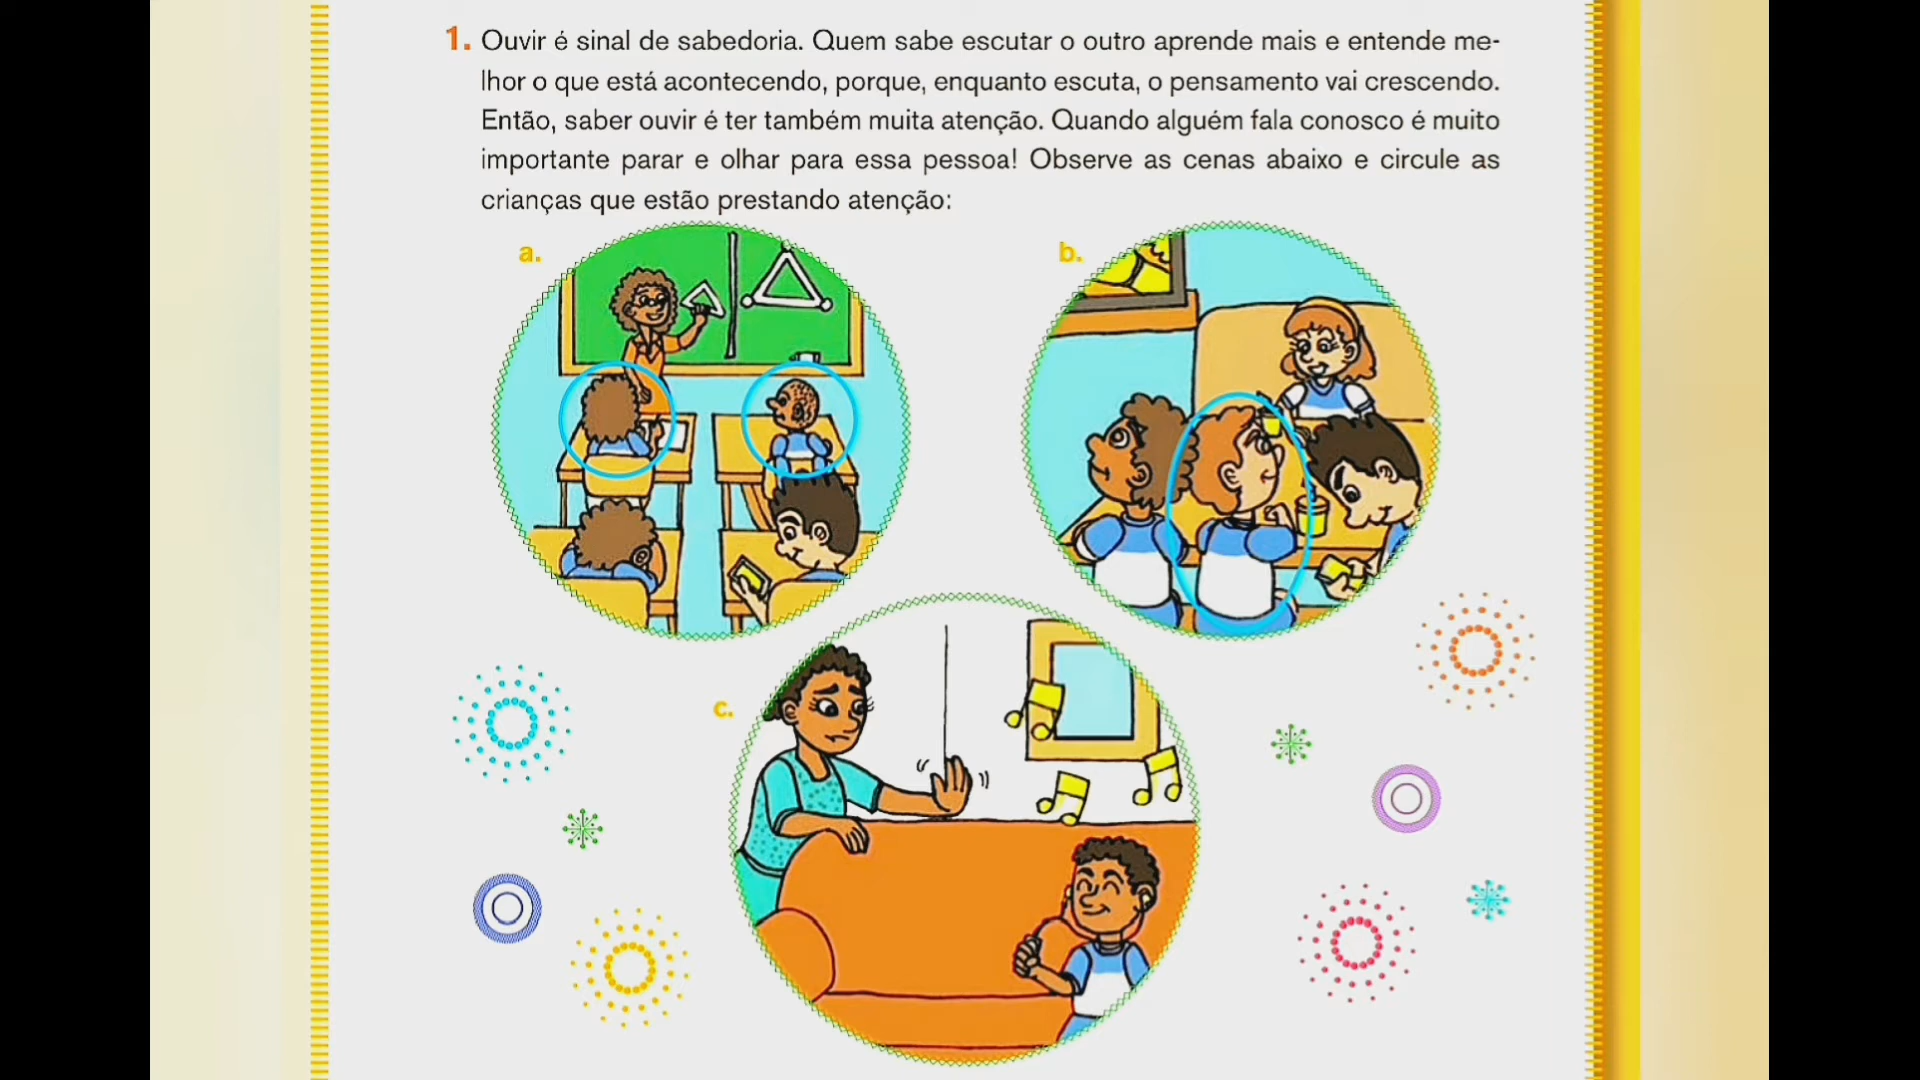 1. Ouvir é sinal de sabedoria. Quem sabe escutar o outro aprende mais e entende me-
lhor o que está acontecendo, porque, enquanto escuta, o pensamento vai crescendo.
Então, saber ouvir é ter também muita atenção. Quando alguém fala conosco é muito
importante parar e olhar para essa pessoa! Observe as cenas abaixo e circule as
crianças que estão prestando atenção:
a.
b.
c.